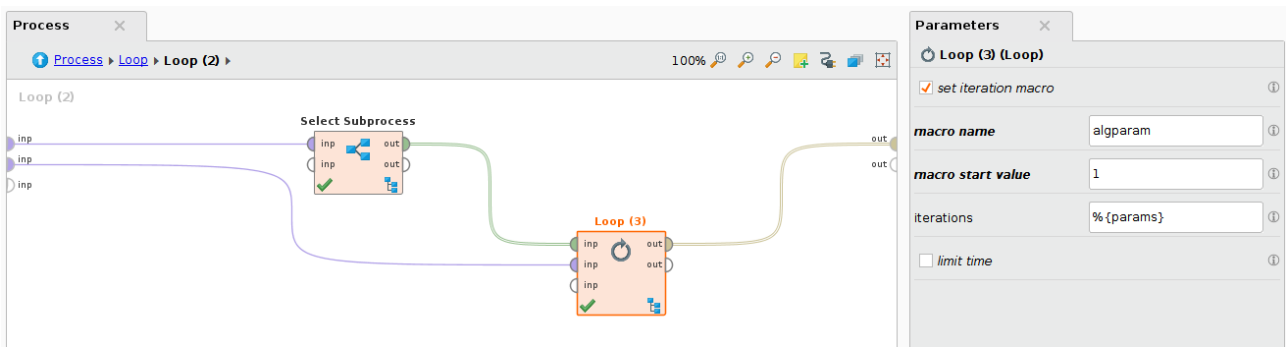 Process
Process Loop Loop (2)
100%
Loop (2)
Select Subprocess
inp
inp
inp
inp out
inp out
out
out
Loop (3)
inp out
inp out
inp
Parameters
Loop (3) (Loop)
set iteration macro
macro name algparam
macro start value 1
iterations %{params}
limit time